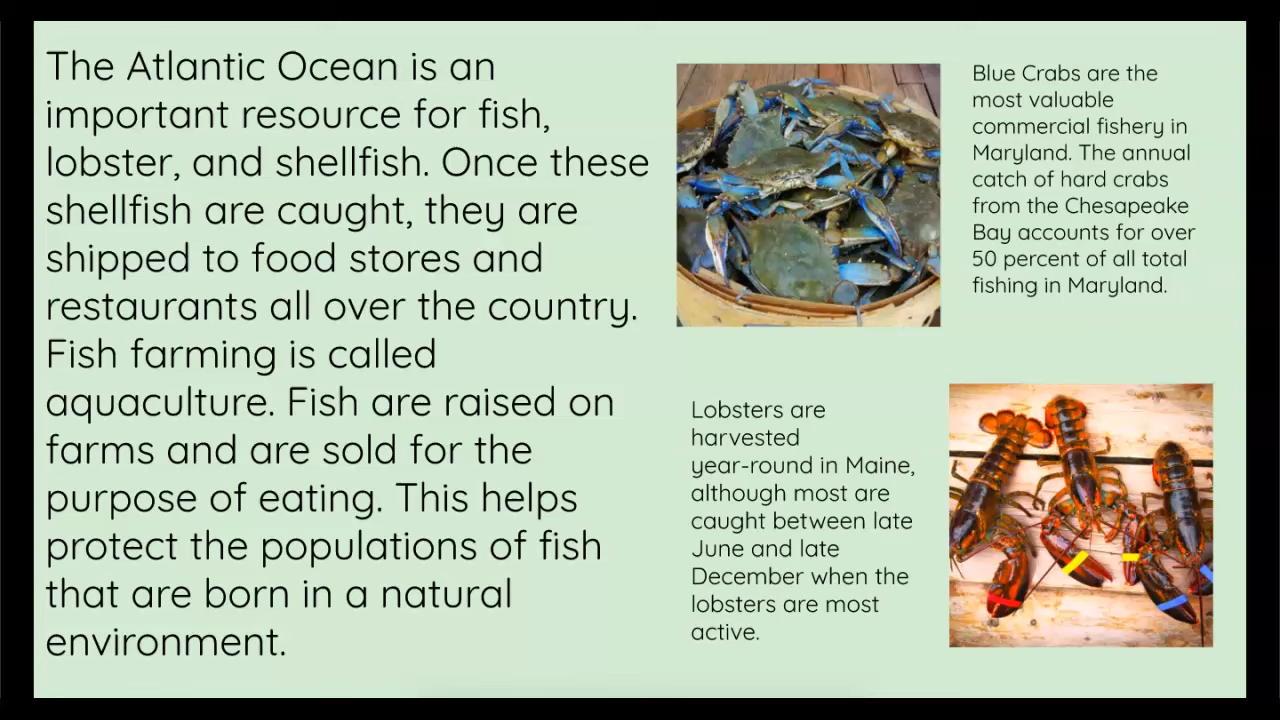 The Atlantic Ocean is an
important resource for fish,
lobster, and shellfish. Once these
shellfish are caught, they are
shipped to food stores and
restaurants all over the country.
Fish farming is called
aquaculture. Fish are raised on
farms and are sold for the
purpose of eating. This helps
protect the populations of fish
that are born in a natural
environment.
Blue Crabs are the
most valuable
commercial fishery in
Maryland. The annual
catch of hard crabs
from the Chesapeake
Bay accounts for over
50 percent of all total
fishing in Maryland.
Lobsters are
harvested
year-round in Maine,
although most are
caught between late
June and late
December when the
lobsters are most
active.